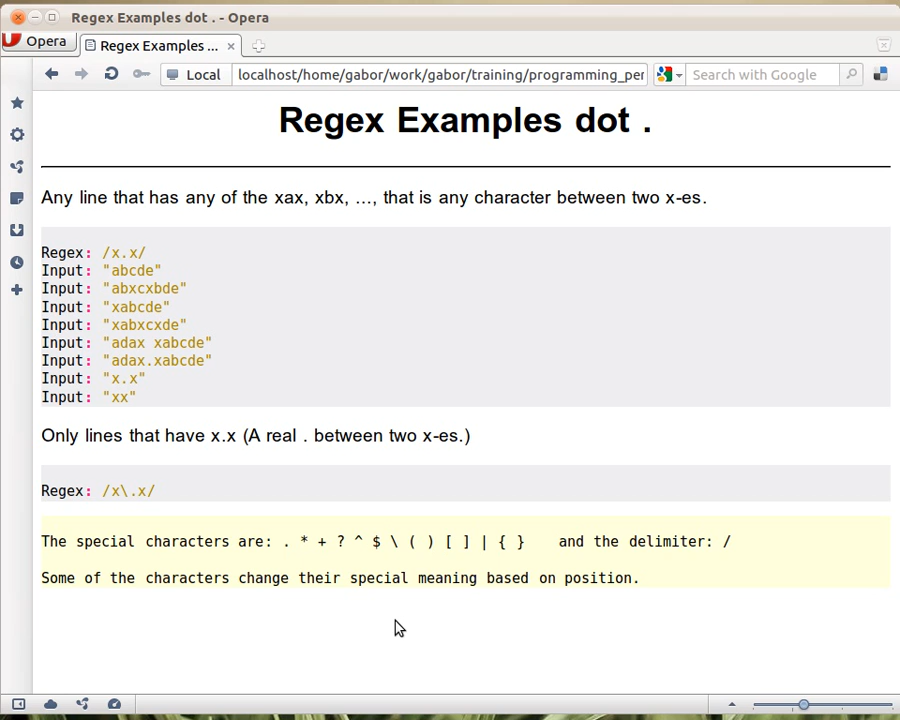 Regex Examples dot . - Opera
Opera
Regex Examples ...
Local
localhost/home/gabor/work/gabor/training/programming_per
Search with Google
Regex Examples dot .
Any line that has any of the xax, xbx, ..., that is any character between two x-es.
Regex: /x.x/
Input: "abcde"
Input: "abxcxbde"
Input: "xabcde"
Input: "xabxcxde"
Input: "adax xabcde"
Input: "adax.xabcde"
Input: "x.x"
Input: "xx"
Only lines that have x.x (A real . between two x-es.)
Regex: /x\.x/
The special characters are: . * + ? ^ $ \ ( ) [ ] | { } and the delimiter: /
Some of the characters change their special meaning based on position.